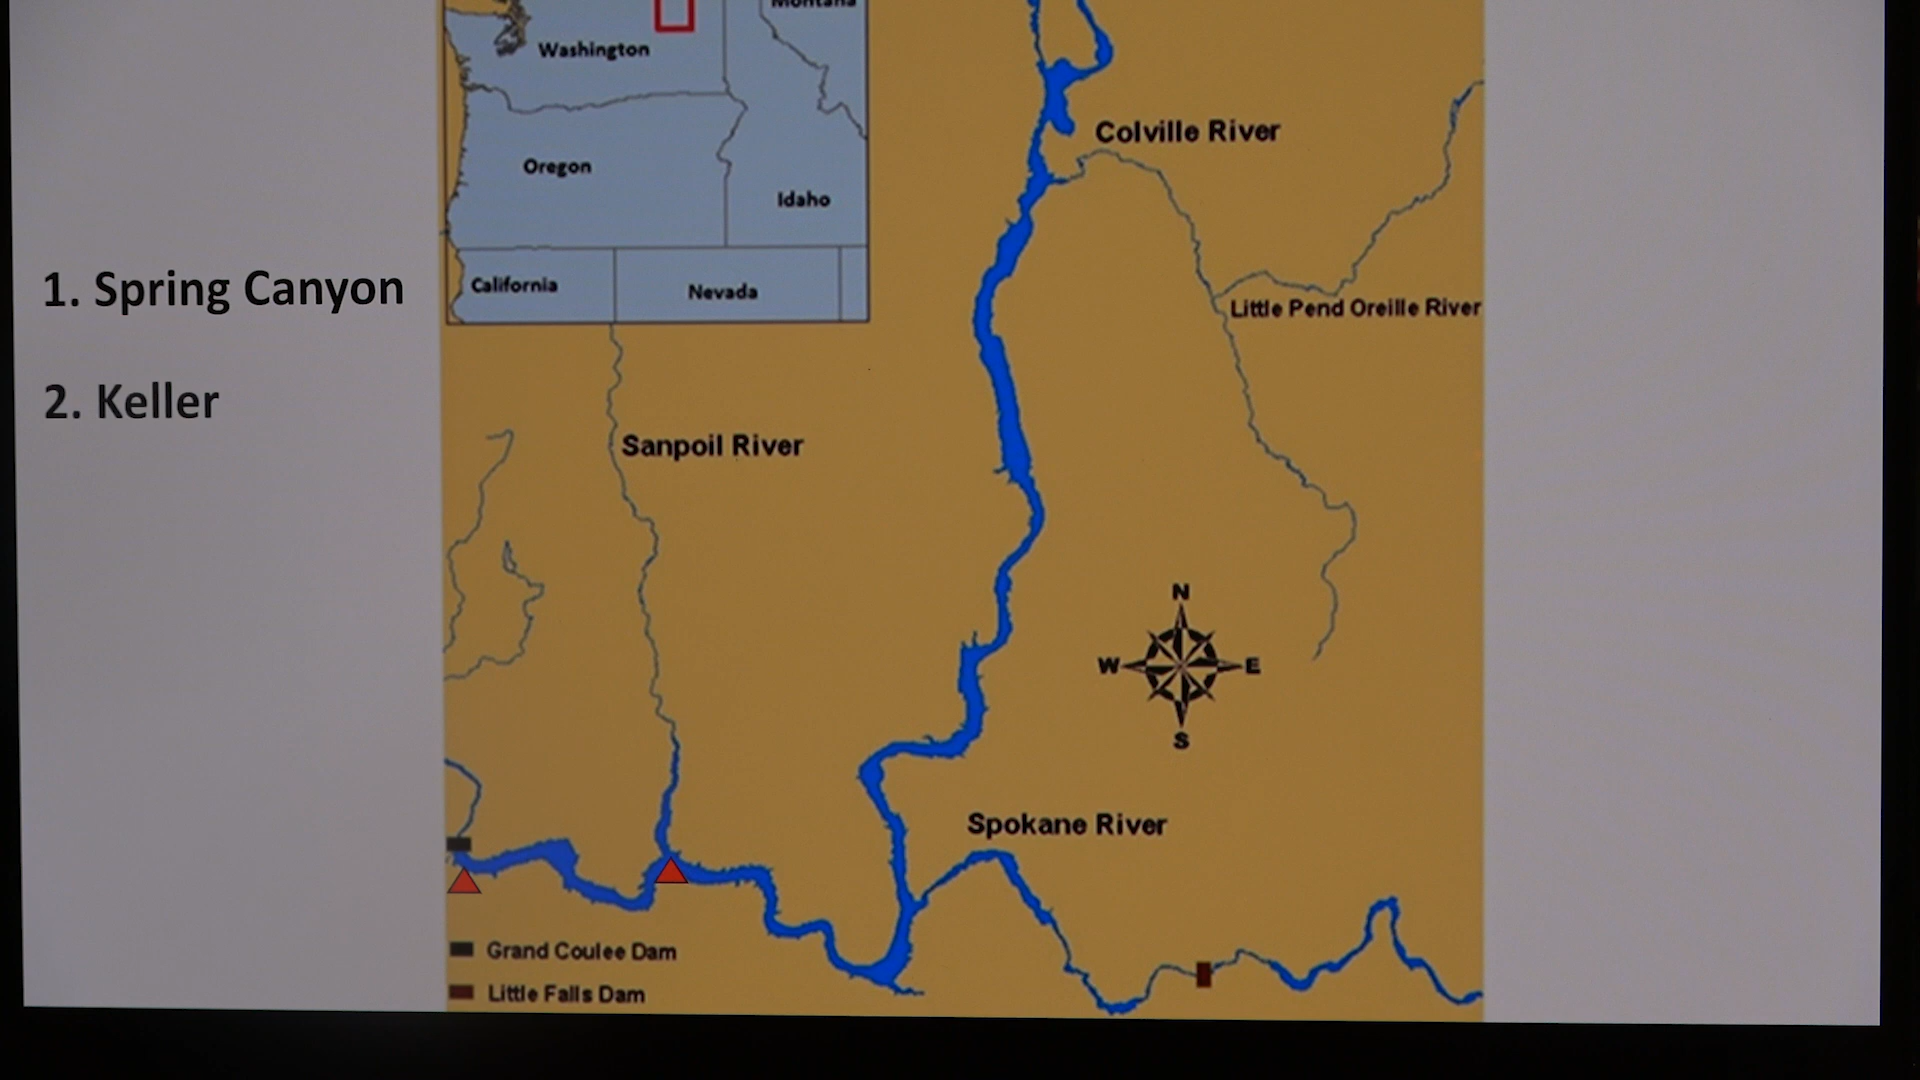 Montana
Washington
Oregon
Idaho
California
Nevada
1. Spring Canyon
2. Keller
Colville River
Little Pend Oreille River
Sanpoil River
N
W
E
S
Spokane River
Grand Coulee Dam
Little Falls Dam